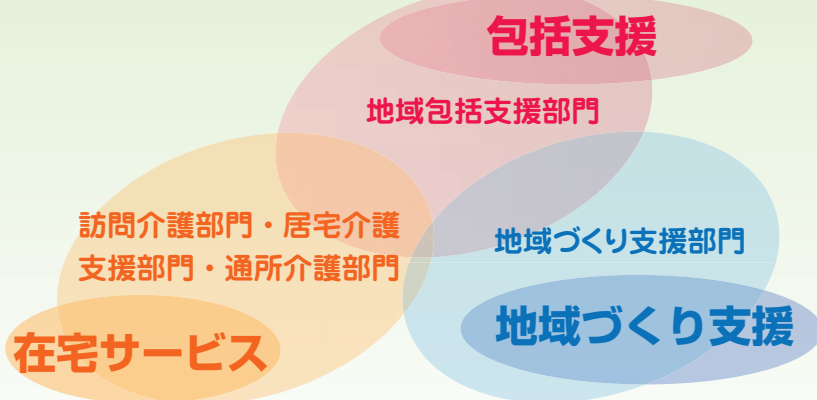 包括支援
地域包括支援部門
訪問介護部門・居宅介護
支援部門・通所介護部門
地域づくり支援部門
地域づくり支援
在宅サービス